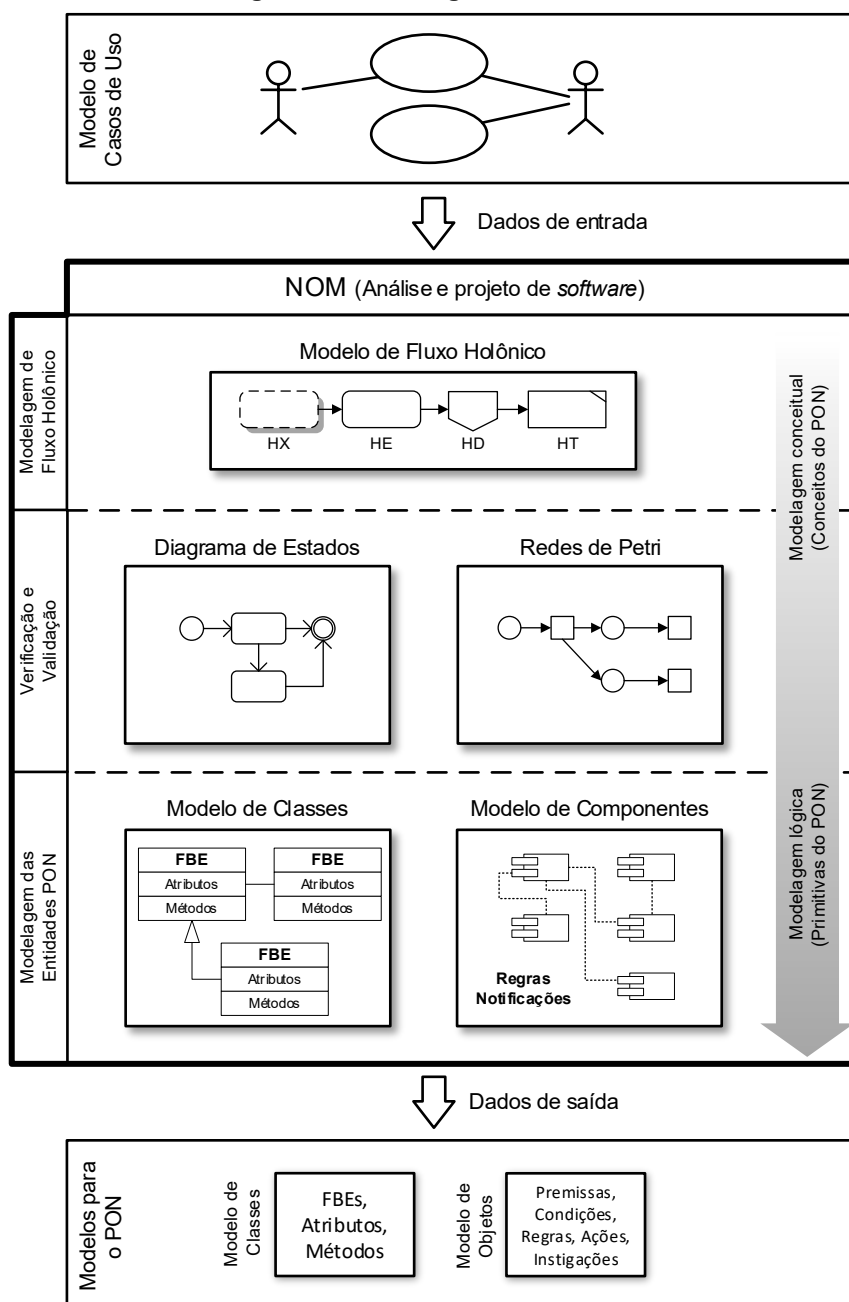 Modelo de
Casos de Uso
Dados de entrada
NOM (Análise e projeto de software)
Modelagem de
Fluxo Holônico
Modelo de Fluxo Holônico
HX
HE
HD
HT
Modelagem conceitual
(Conceitos do PON)
Verificação e
Validação
Diagrama de Estados
Redes de Petri
Modelagem das
Entidades PON
Modelo de Classes
FBE
Atributos
Métodos
FBE
Atributos
Métodos
FBE
Atributos
Métodos
Modelo de Componentes
Regras
Notificações
Modelagem lógica
(Primitivas do PON)
Dados de saída
Modelos para
o PON
Modelo de
Classes
FBEs,
Atributos,
Métodos
Modelo de
Objetos
Premissas,
Condições,
Regras, Ações,
Instigações